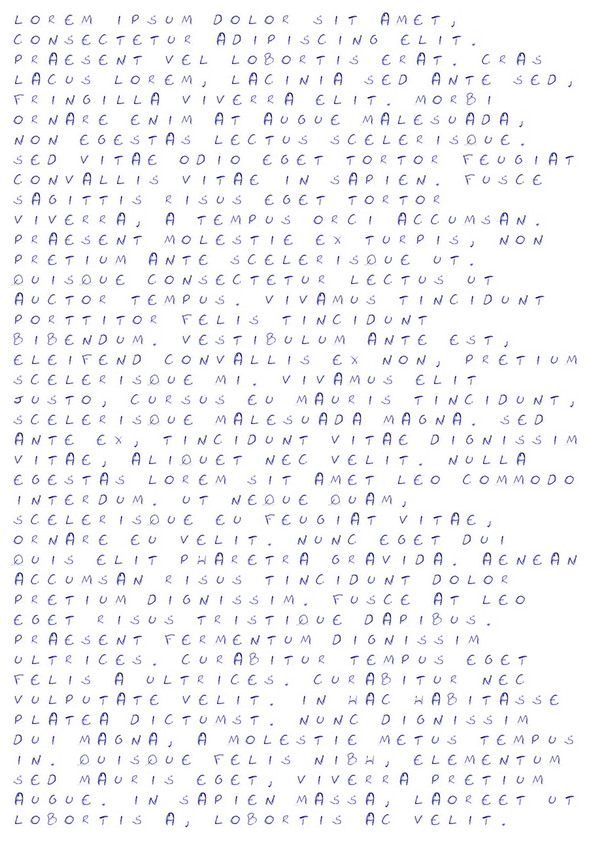 LOREM IPSUM DOLOR SIT AMET,
CONSECTETUR ADIPISCING ELIT.
PRAESENT VEL LOBORTIS ERAT. CRAS
LACUS LOREM, LACINIA SED ANTE SED,
FRINGILLA VIVERRA ELIT. MORBI
ORNARE ENIM AT AUGUE MALESUADA,
NON EGESTAS LECTUS SCELERISQUE.
SED VITAE ODIO EGET TORTOR FEUGIAT
CONVALLIS VITAE IN SAPIEN. FUSCE
SAGITTIS RISUS EGET TORTOR
VIVERRA, A TEMPUS ORCI ACCUMSAN.
PRAESENT MOLESTIE EX TURPIS, NON
PRETIUM ANTE SCELERISQUE UT.
QUISQUE CONSECTETUR LECTUS UT
AUCTOR TEMPUS. VIVAMUS TINCIDUNT
PORTTITOR FELIS TINCIDUNT
BIBENDUM. VESTIBULUM ANTE EST,
ELEIFEND CONVALLIS EX NON, PRETIUM
SCELERISQUE MI. VIVAMUS ELIT
JUSTO, CURSUS EU MAURIS TINCIDUNT,
SCELERISQUE MALESUADA MAGNA. SED
ANTE EX, TINCIDUNT VITAE DIGNISSIM
VITAE, ALIQUET NEC VELIT. NULLA
EGESTAS LOREM SIT AMET LEO COMMODO
INTERDUM. UT NEQUE QUAM,
SCELERISQUE EU FEUGIAT VITAE,
ORNARE EU VELIT. NUNC EGET DUI
QUIS ELIT PHARETRA GRAVIDA. AENEAN
ACCUMSAN RISUS TINCIDUNT DOLOR
PRETIUM DIGNISSIM. FUSCE AT LEO
EGET RISUS TRISTIQUE DAPIBUS.
PRAESENT FERMENTUM DIGNISSIM
ULTRICES. CURABITUR TEMPUS EGET
FELIS A ULTRICES. CURABITUR NEC
VULPUTATE VELIT. IN HAC HABITASSE
PLATEA DICTUMST. NUNC DIGNISSIM
DUI MAGNA, A MOLESTIE METUS TEMPUS
IN. QUISQUE FELIS NIBH, ELEMENTUM
SED MAURIS EGET, VIVERRA PRETIUM
AUGUE. IN SAPIEN MASSA, LAOREET UT
LOBORTIS A, LOBORTIS AC VELIT.